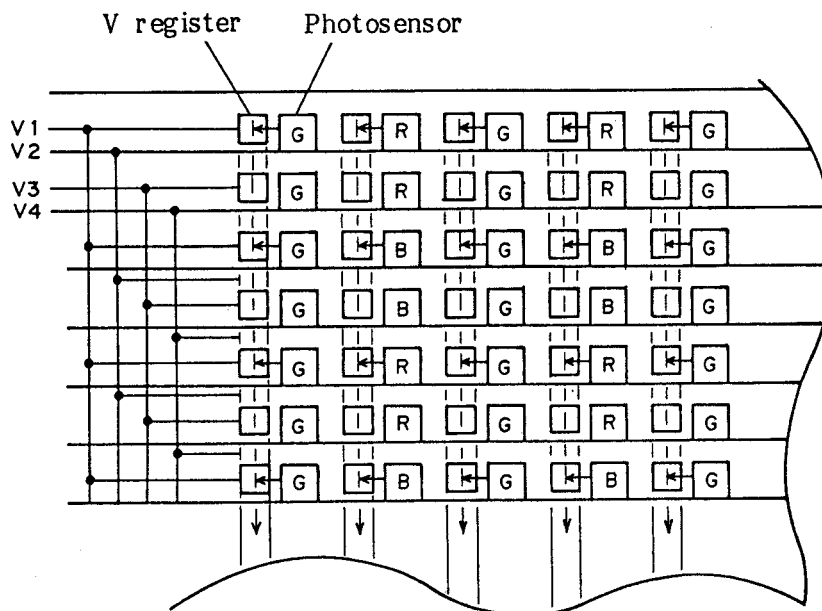 V register Photosensor
V1 G R G R G
V2
V3 G R G R G
V4
G B G B G
G B G B G
G R G R G
G R G R G
G B G B G